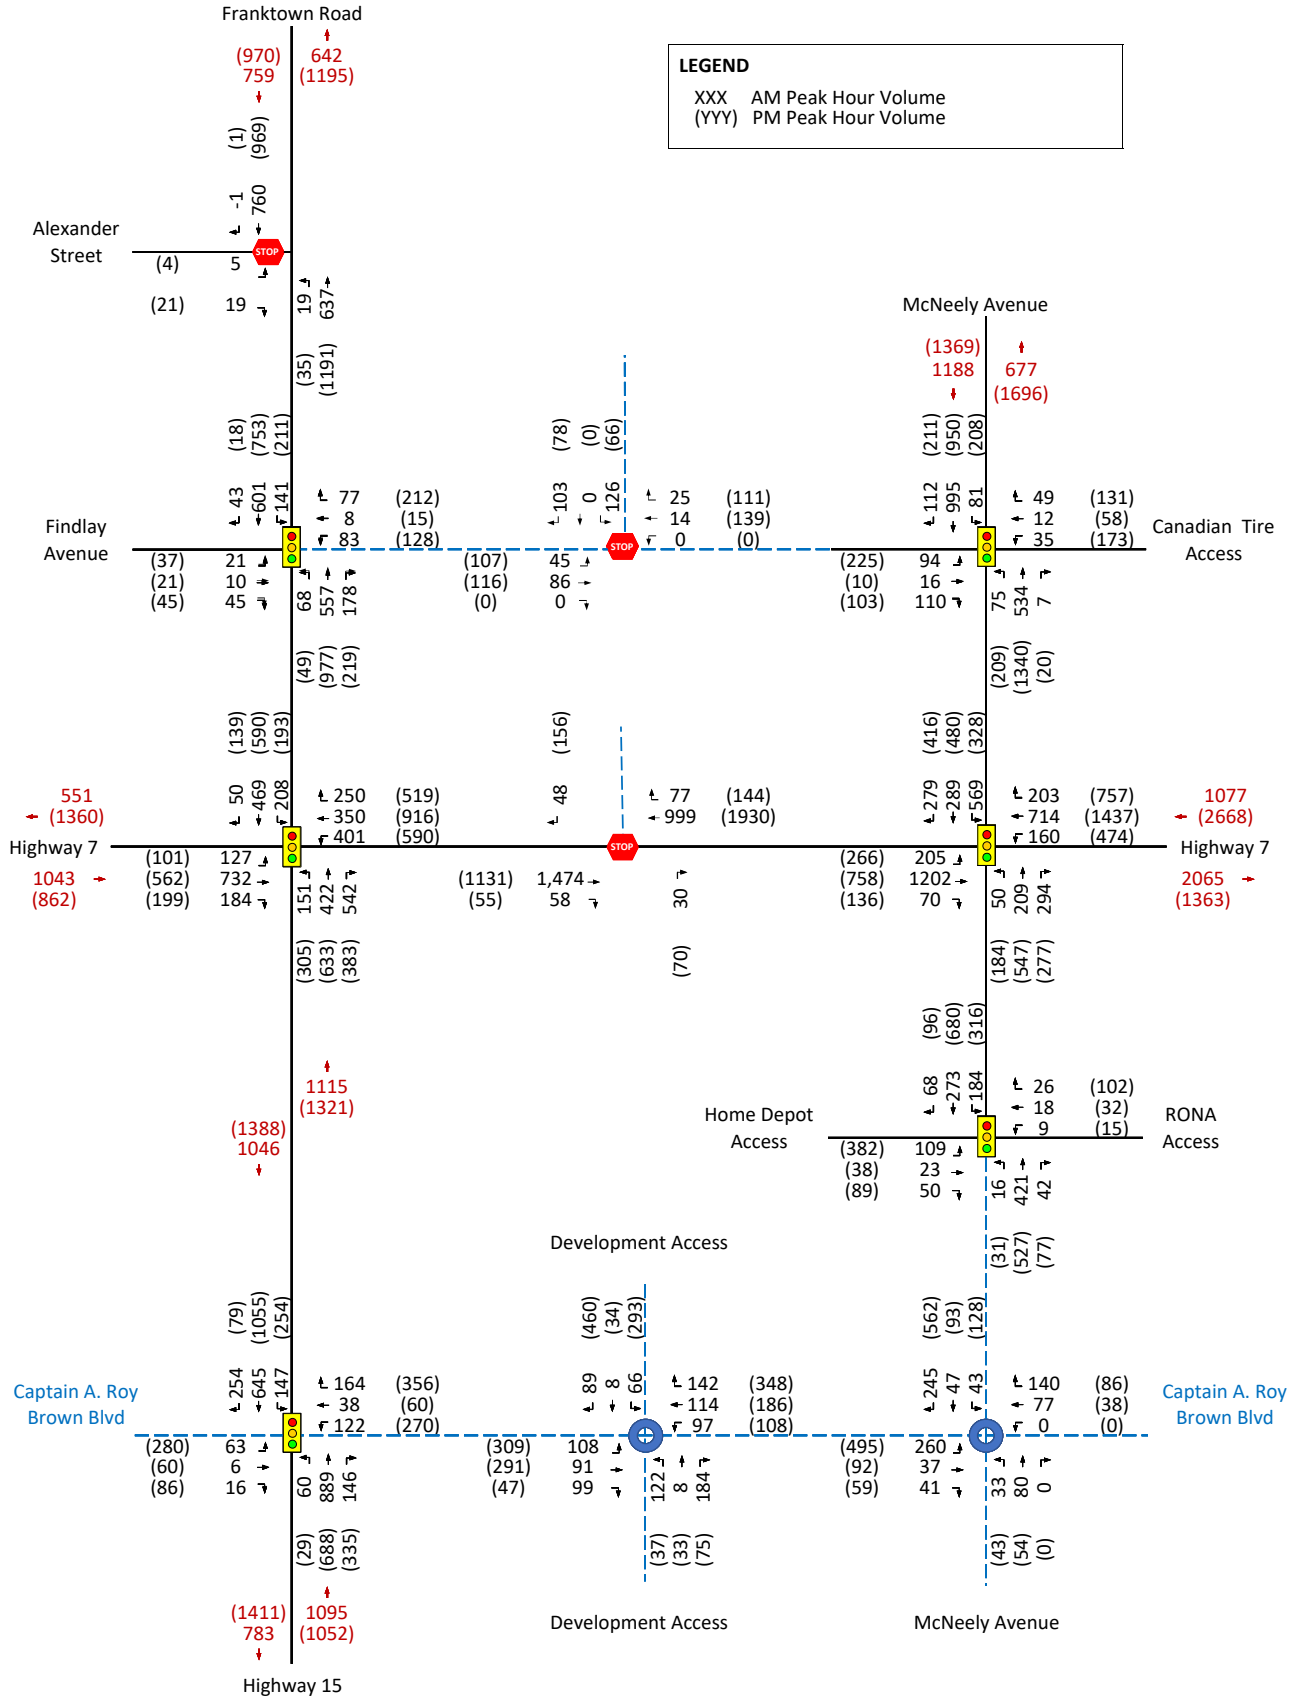 Franktown Road
(970) 642
759 (1195)
LEGEND
XXX AM Peak Hour Volume
(YYY) PM Peak Hour Volume
(1) (969)
-1 760
Alexander
Street
STOP
(4) 5
(21) 19
19 637
(35) (1191)
McNeely Avenue
(1369)
1188 677
(1696)
(18) (753) (211)
43 601 141
77 (212)
8 (15)
83 (128)
Findlay
Avenue
(37) 21
(21) 10
(45) 45
68 557 178
(49) (977) (219)
(78) (0) (66)
103 0 126
25 (111)
14 (139)
0 (0)
STOP
(107) 45
(116) 86
(0) 0
(211) (950) (208)
112 995 81
49 (131)
12 (58)
35 (173)
Canadian Tire
Access
(225) 94
(10) 16
(103) 110
75 534 7
(209) (1340) (20)
(139) (590) (193)
50 469 208
250 (519)
350 (916)
401 (590)
551
(1360)
Highway 7
1043
(862)
(101) 127
(562) 732
(199) 184
151 422 542
(305) (633) (383)
(156)
48
77 (144)
999 (1930)
STOP
(1131) 1,474
(55) 58
30
(70)
(416) (480) (328)
279 289 569
203 (757)
714 (1437)
160 (474)
1077
(2668)
Highway 7
2065
(1363)
(266) 205
(758) 1202
(136) 70
50 209 294
(184) (547) (277)
1115
(1321)
(1388)
1046
(96) (680) (316)
68 273 184
26 (102)
18 (32)
9 (15)
Home Depot
Access
RONA
Access
(382) 109
(38) 23
(89) 50
16 421 42
(31) (527) (77)
Development Access
(79) (1055) (254)
254 645 147
164 (356)
38 (60)
122 (270)
Captain A. Roy
Brown Blvd
(280) 63
(60) 6
(86) 16
60 889 146
(29) (688) (335)
(460) (34) (293)
89 8 66
142 (348)
114 (186)
97 (108)
(309) 108
(291) 91
(47) 99
122 8 184
(37) (33) (75)
(562) (93) (128)
245 47 43
140 (86)
77 (38)
0 (0)
Captain A. Roy
Brown Blvd
(495) 260
(92) 37
(59) 41
33 80 0
(43) (54) (0)
(1411) 1095
783 (1052)
Development Access
McNeely Avenue
Highway 15